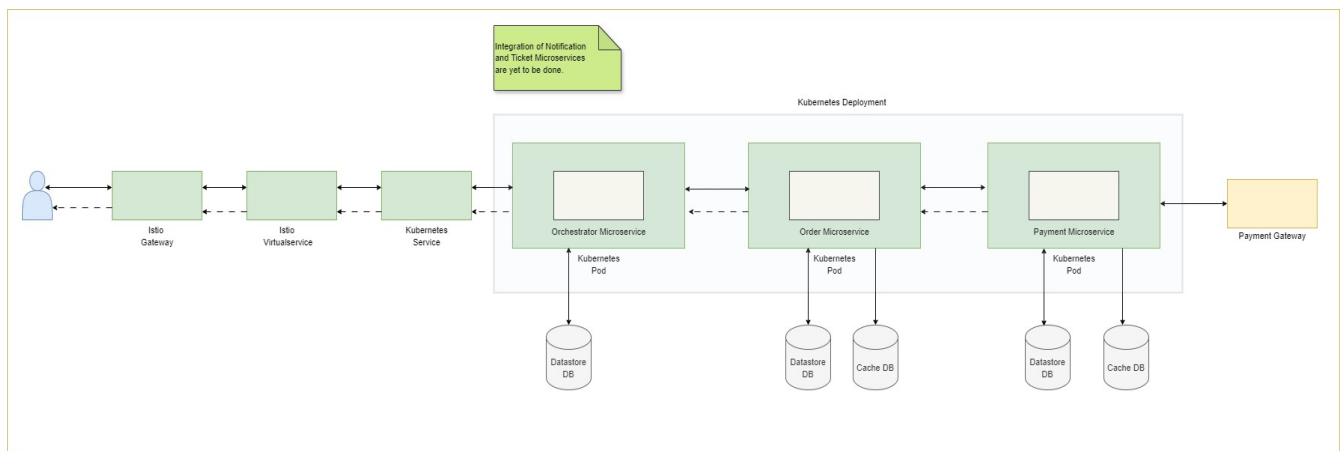 Integration of Notification
and Ticket Microservices
are yet to be done.
Kubernetes Deployment
Istio
Gateway
Istio
Virtualservice
Kubernetes
Service
Orchestrator Microservice
Kubernetes
Pod
Order Microservice
Kubernetes
Pod
Payment Microservice
Kubernetes
Pod
Payment Gateway
Datastore
DB
Datastore
DB
Cache DB
Datastore
DB
Cache DB